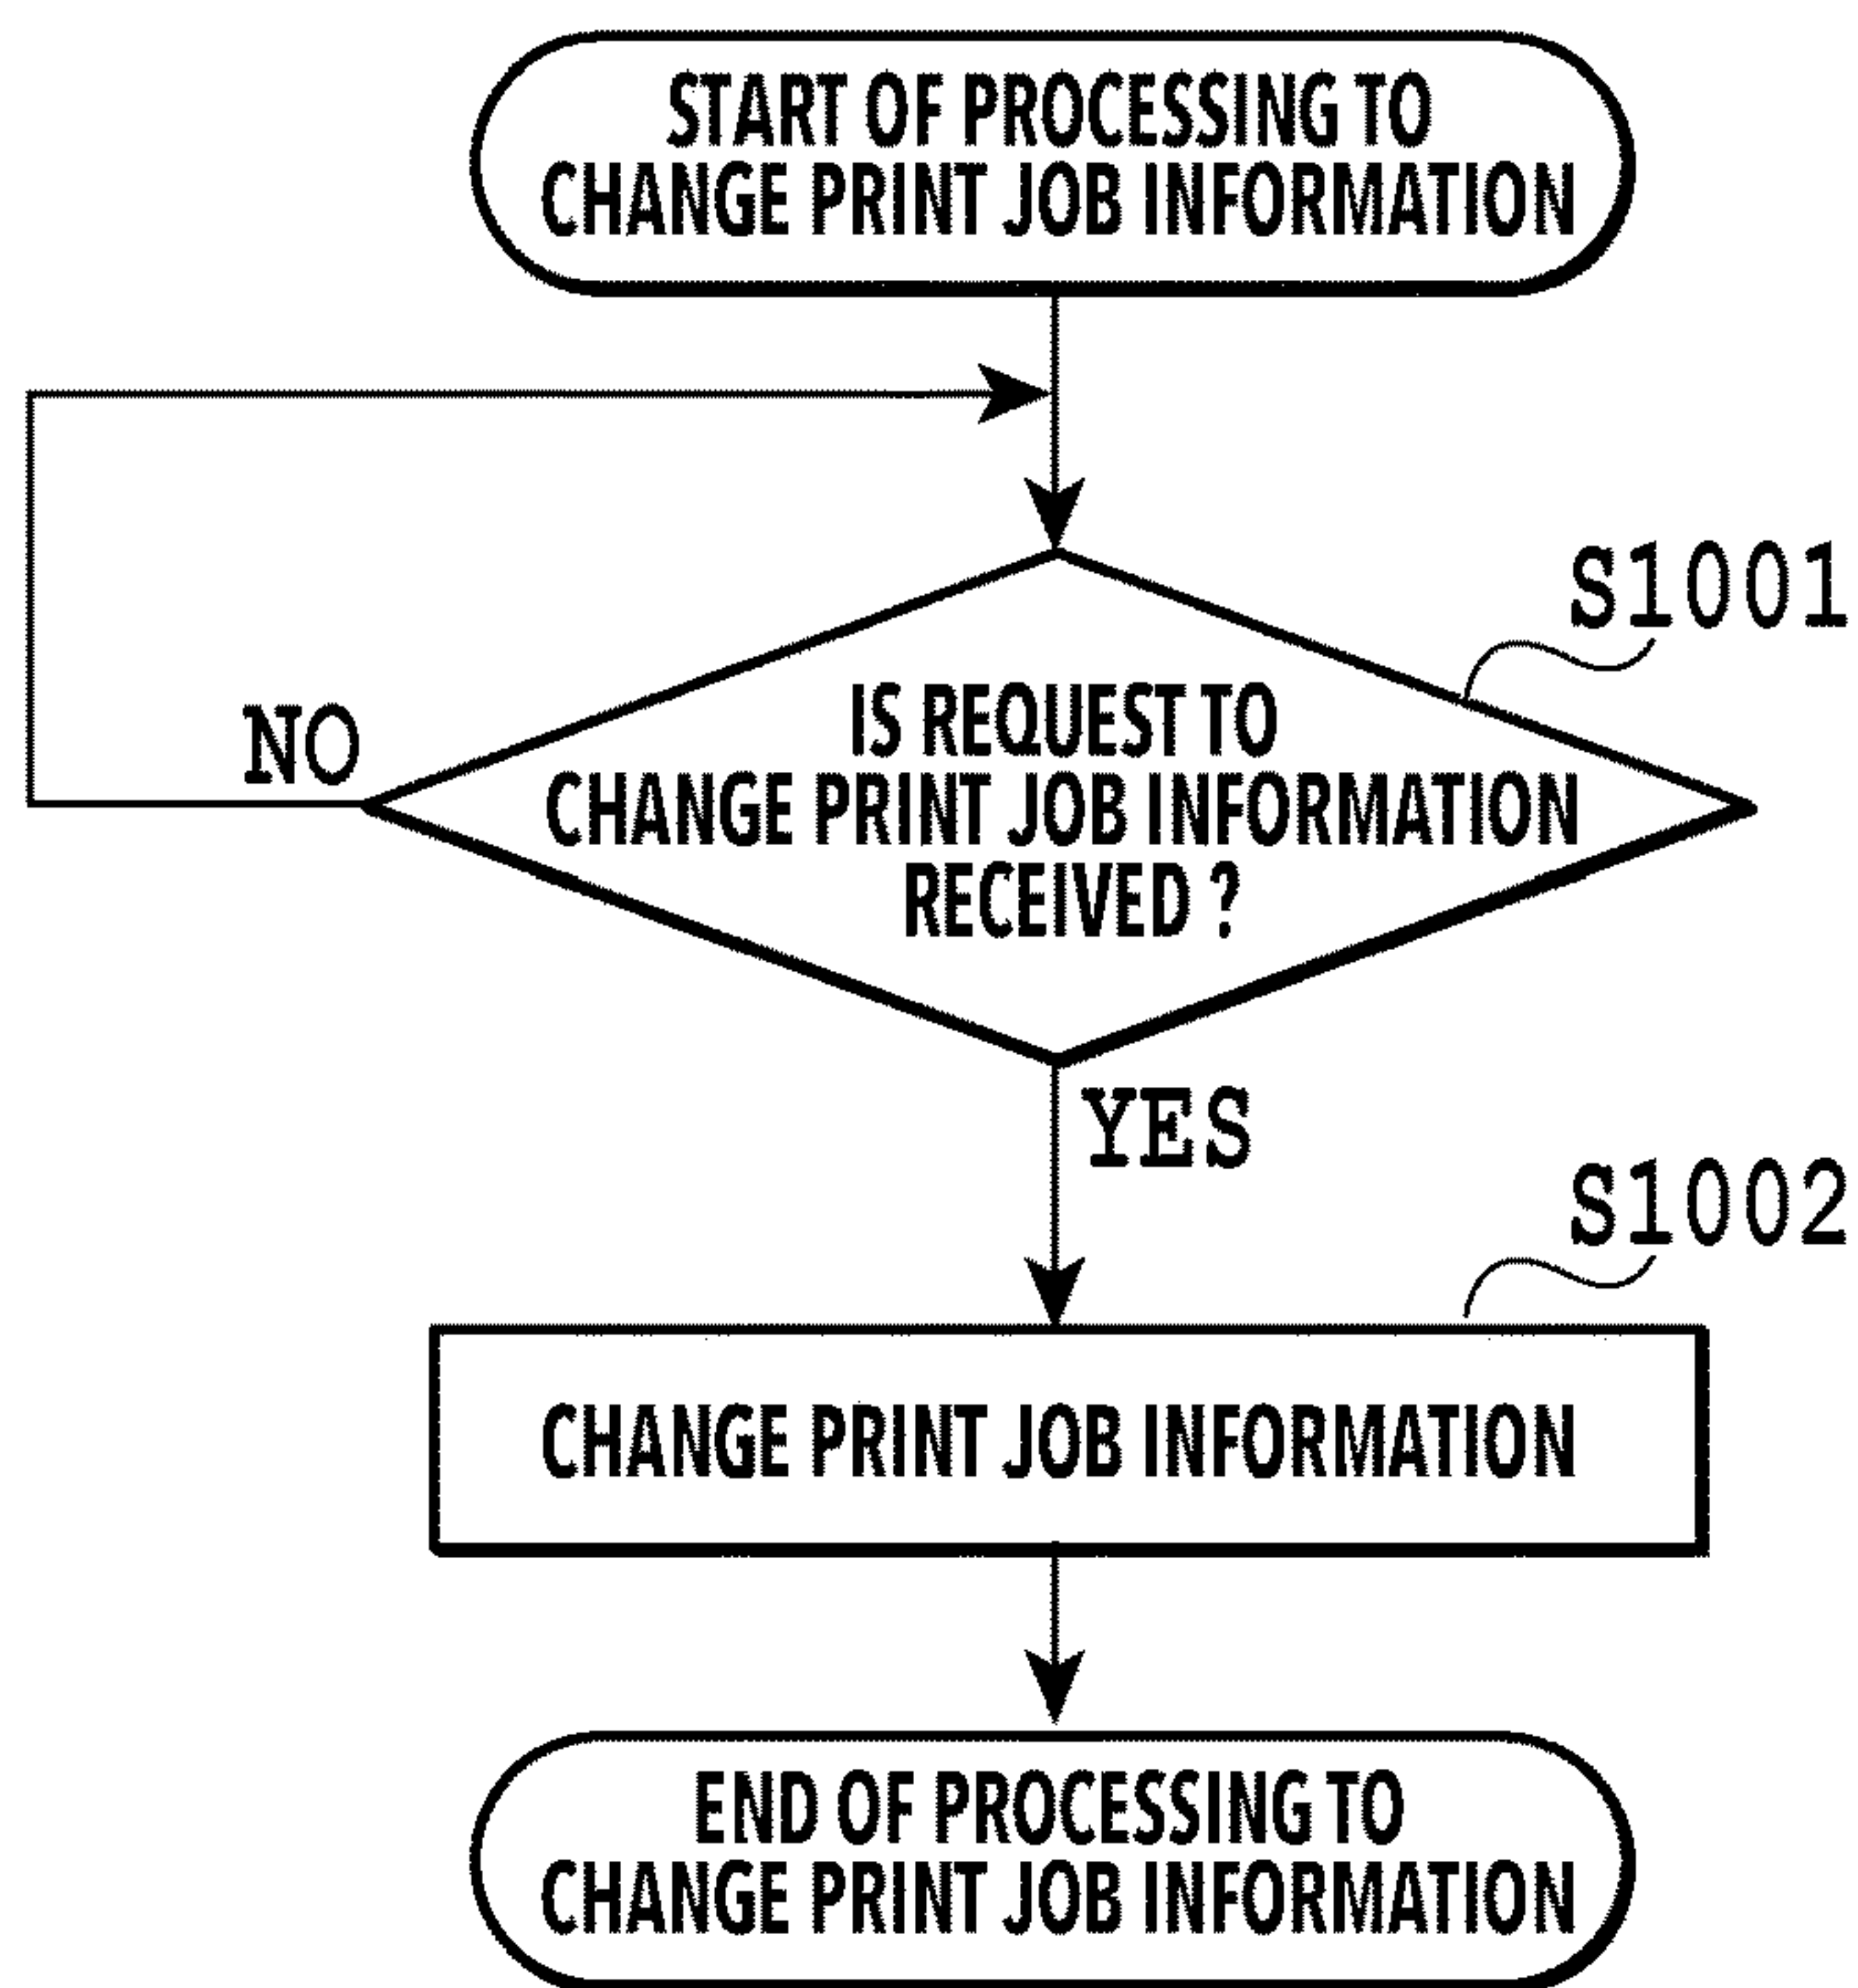 START OF PROCESSING TO
CHANGE PRINT JOB INFORMATION
S1001
IS REQUEST TO
NO
CHANGE PRINT JOB INFORMATION
RECEIVED ?
YES
S1002
CHANGE PRINT JOB INFORMATION
END OF PROCESSING TO
CHANGE PRINT JOB INFORMATION